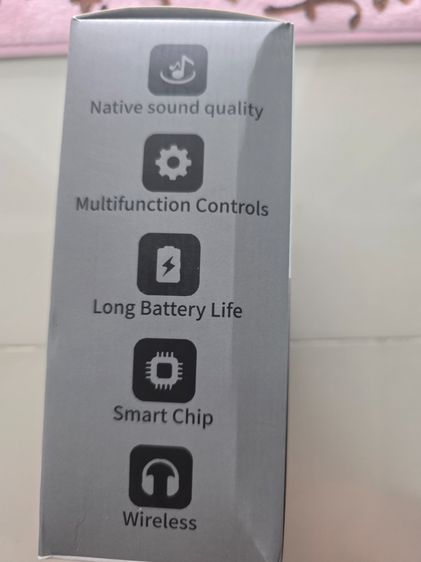 Native sound quality
Multifunction Controls
Long Battery Life
Smart Chip
Wireless